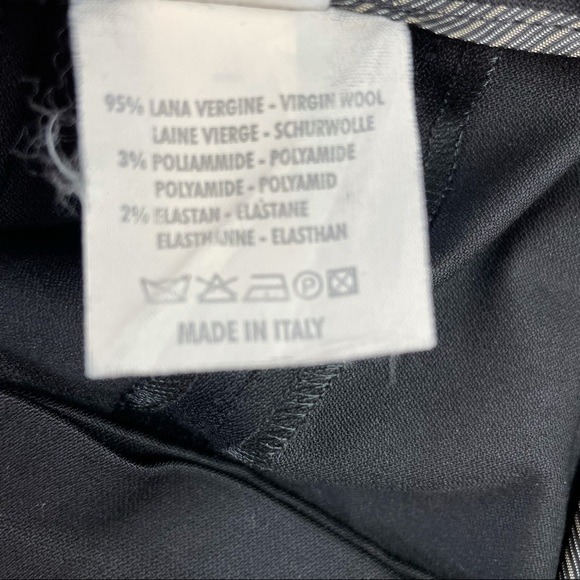 95% LANA VERGINE - VIRGIN WOOL
LAINE VIERGE - SCHURWOLLE
3% POLIAMMIDE - POLYAMIDE
POLYAMIDE - POLYAMID
2% ELASTAN - ELASTANE
ELASTHANNE - ELASTHAN
P
MADE IN ITALY